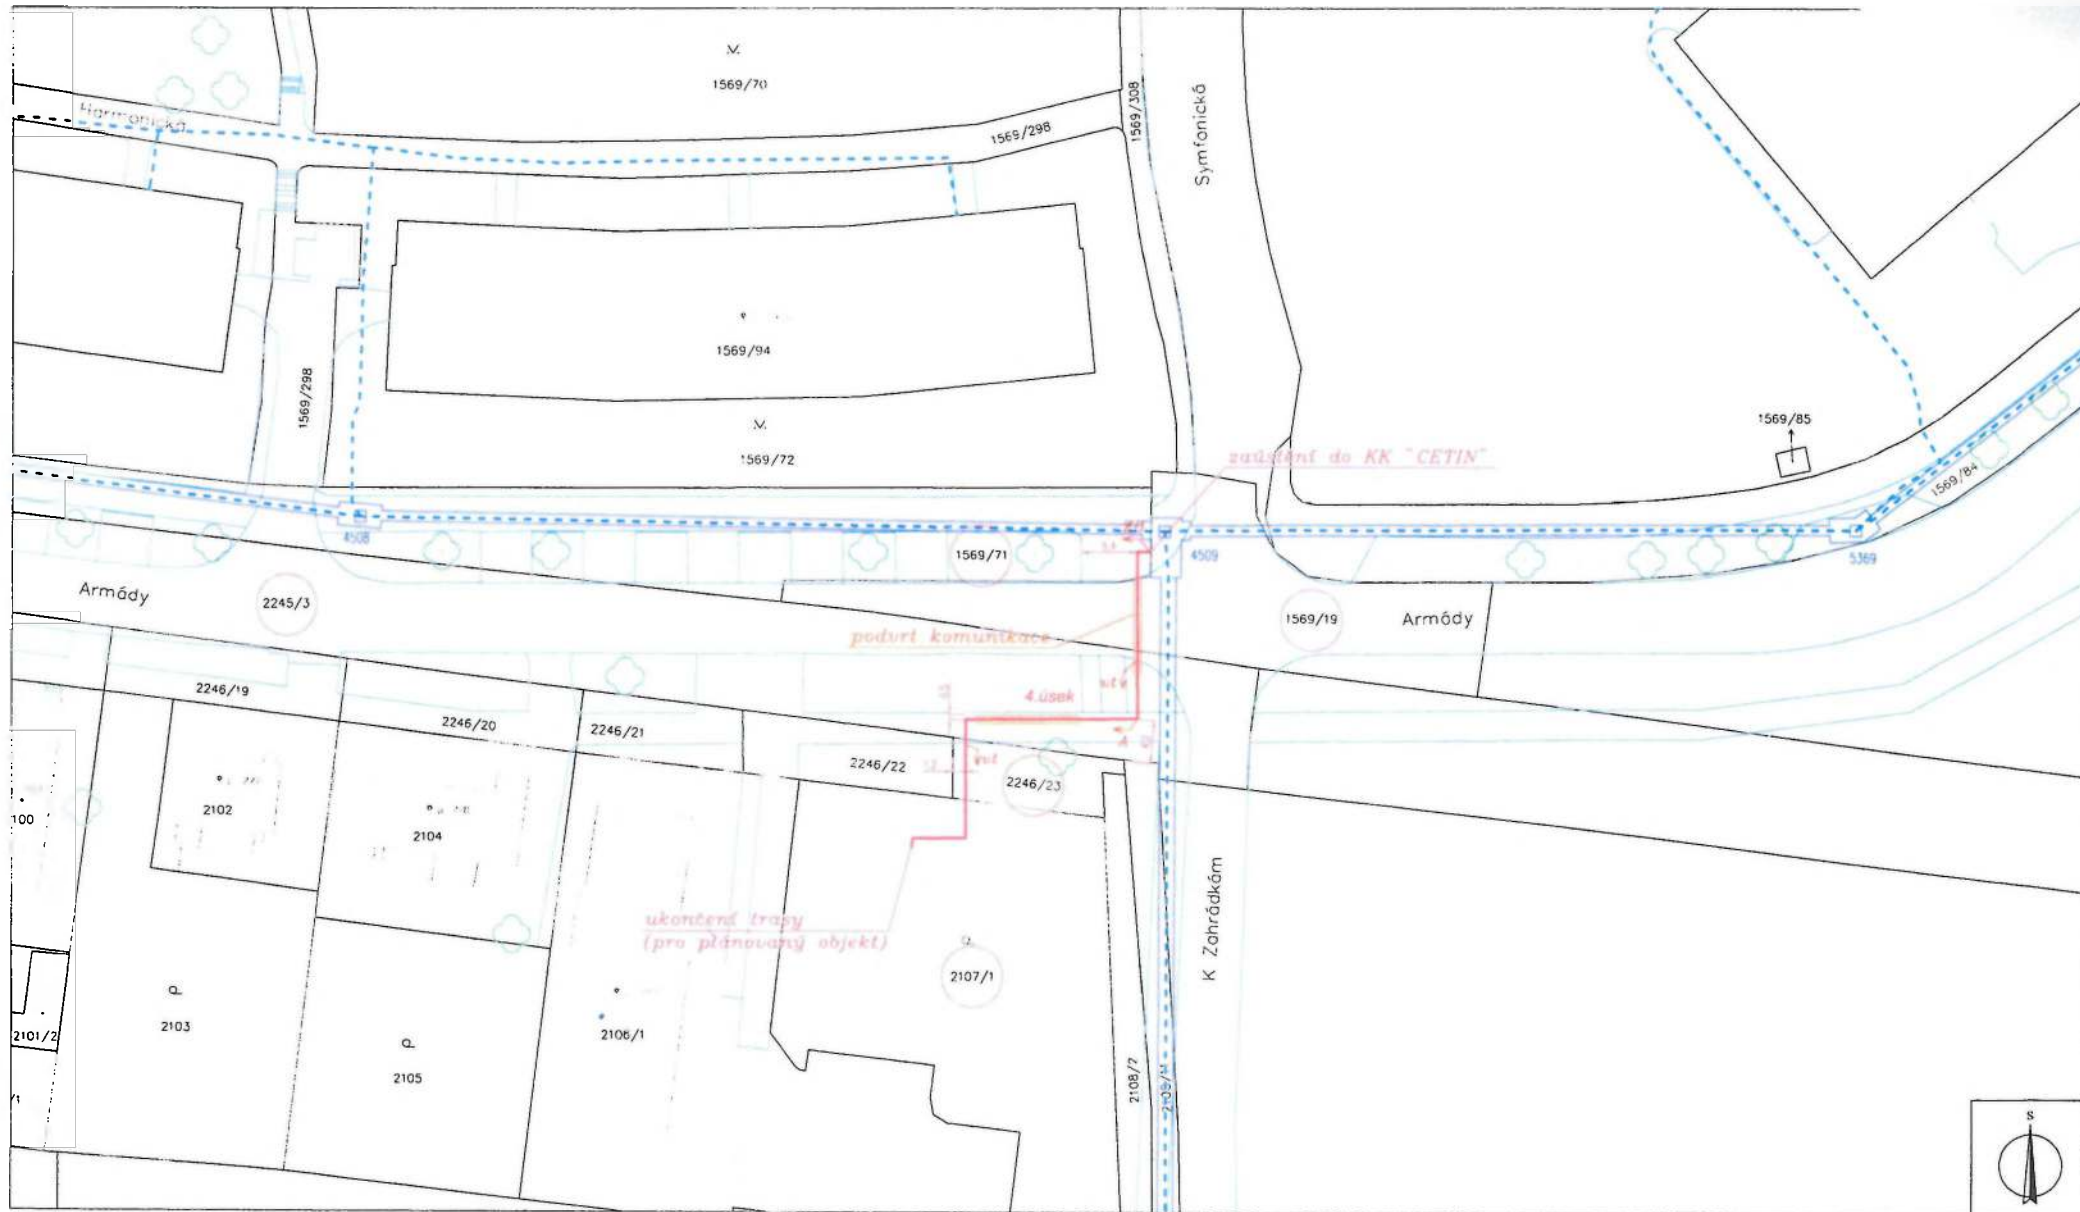 1569/70
Harmonická
1569/298
1569/308
Symfonická
1569/94
1569/298
1569/72
1569/85
zaústění do KK "CETIN"
1569/84
4508
1569/71
4509
5369
Armády
2245/3
1569/19
Armády
podvrt komunikace
2246/19
4.úsek
2246/20
2246/21
2246/22
A
2246/23
2102
2104
100
ukončení trasy
(pro plánovaný objekt)
K Zahrádkám
2107/1
2103
2101/2
2106/1
2105
2108/2
/1
S